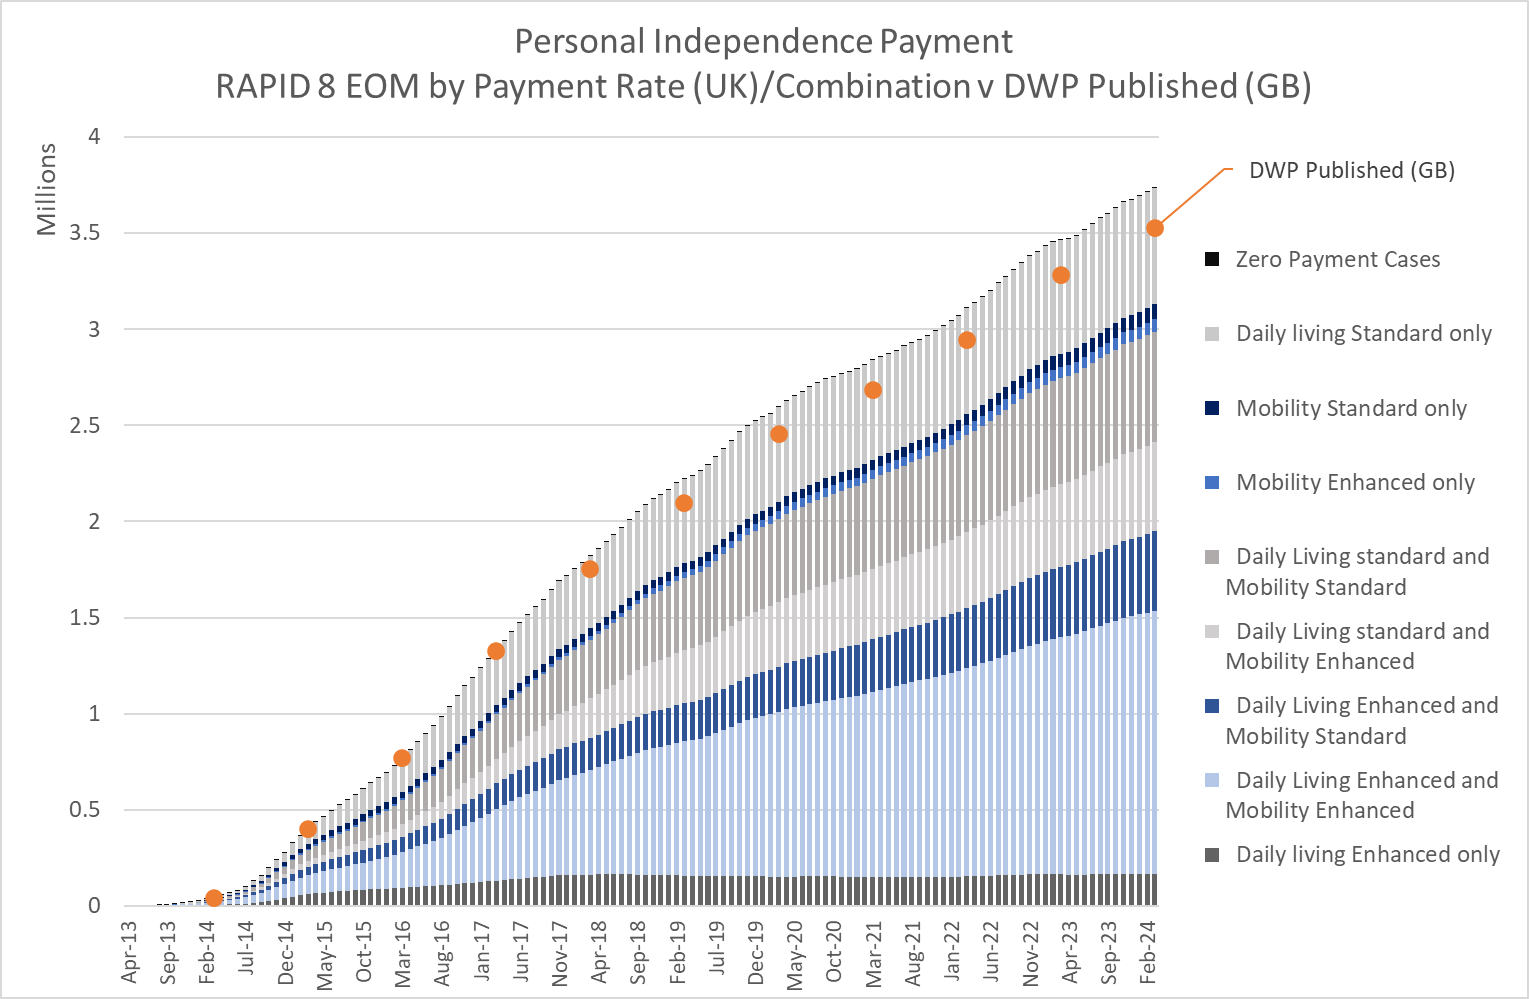 Personal Independence Payment
RAPID 8 EOM by Payment Rate (UK)/Combination v DWP Published (GB)
Millions
4
3.5
3
2.5
2
1.5
1
0.5
0
Apr-13
Sep-13
Feb-14
Jul-14
Dec-14
May-15
Oct-15
Mar-16
Aug-16
Jan-17
Jun-17
Nov-17
Apr-18
Sep-18
Feb-19
Jul-19
Dec-19
May-20
Oct-20
Mar-21
Aug-21
Jan-22
Jun-22
Nov-22
Apr-23
Sep-23
Feb-24
DWP Published (GB)
Zero Payment Cases
Daily living Standard only
Mobility Standard only
Mobility Enhanced only
Daily Living standard and
Mobility Standard
Daily Living standard and
Mobility Enhanced
Daily Living Enhanced and
Mobility Standard
Daily Living Enhanced and
Mobility Enhanced
Daily living Enhanced only